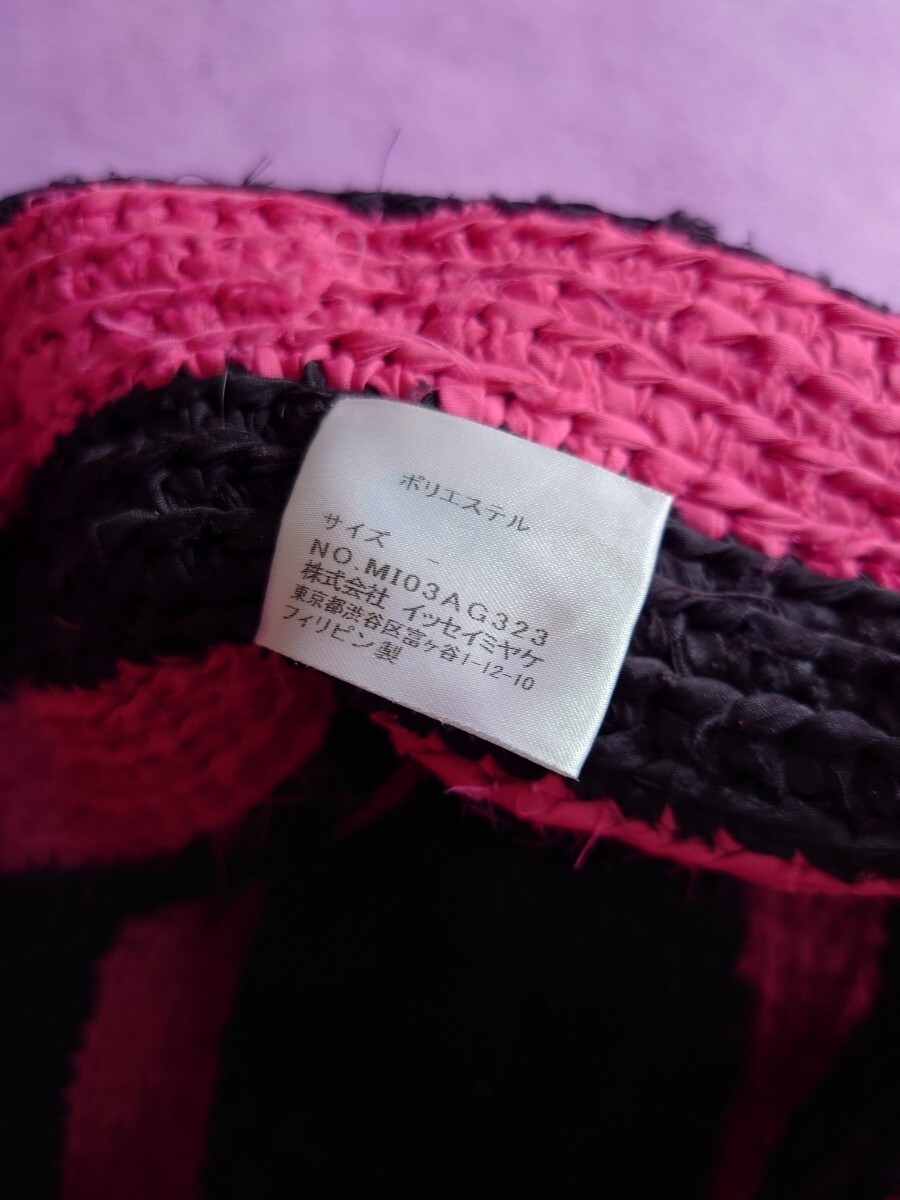 ポリエステル
サイズ -
NO.MI03AG323
株式会社 イッセイミヤケ
東京都渋谷区富ヶ谷1-12-10
フィリピン製